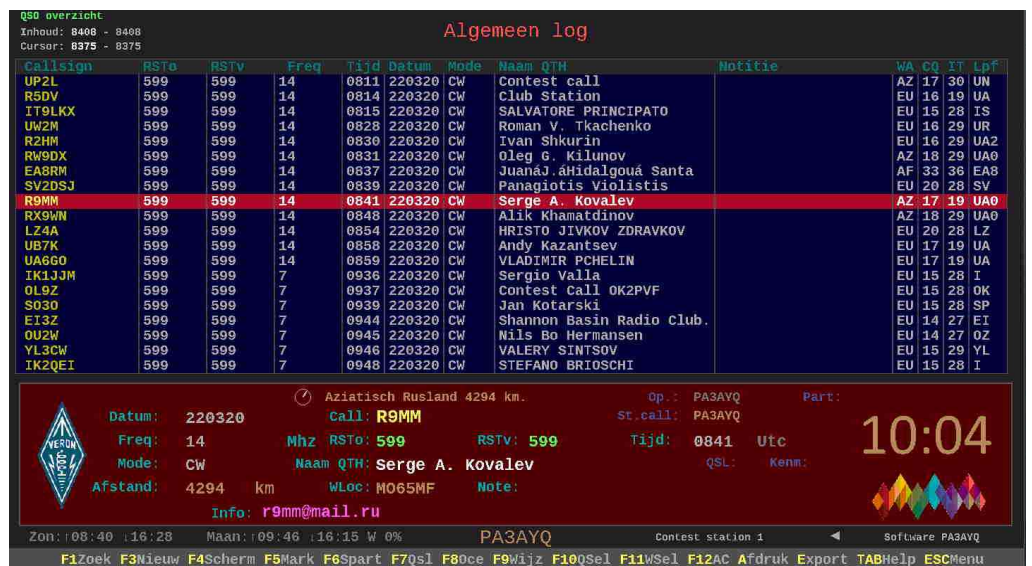 QSO overzicht
Inhoud: 8408 - 8408
Cursor: 8375 - 8375
Algemeen log
Callsign RSTo RSTv Freq Tijd Datum Mode Naam QTH Notitie WA CQ IT Lpf
UP2L 599 599 14 0811 220320 CW Contest call AZ 17 30 UN
R5DV 599 599 14 0814 220320 CW Club Station EU 16 19 UA
IT9LKX 599 599 14 0815 220320 CW SALVATORE PRINCIPATO EU 15 28 IS
UW2M 599 599 14 0828 220320 CW Roman V. Tkachenko EU 16 29 UR
R2HM 599 599 14 0830 220320 CW Ivan Shkurin EU 16 29 UA2
RW9DX 599 599 14 0831 220320 CW Oleg G. Kilunov AZ 18 29 UA0
EA8RM 599 599 14 0837 220320 CW JuanáJ.áHidalgouá Santa AF 33 36 EA8
SV2DSJ 599 599 14 0839 220320 CW Panagiotis Violistis EU 20 28 SV
R9MM 599 599 14 0841 220320 CW Serge A. Kovalev AZ 17 19 UA0
RX9WN 599 599 14 0848 220320 CW Alik Khamatdinov AZ 18 29 UA0
LZ4A 599 599 14 0854 220320 CW HRISTO JIVKOV ZDRAVKOV EU 20 28 LZ
UB7K 599 599 14 0858 220320 CW Andy Kazantsev EU 17 19 UA
UA6GO 599 599 14 0859 220320 CW VLADIMIR PCHELIN EU 17 19 UA
IK1JJM 599 599 7 0936 220320 CW Sergio Valla EU 15 28 I
OL9Z 599 599 7 0937 220320 CW Contest Call OK2PVF EU 15 28 OK
SO3O 599 599 7 0939 220320 CW Jan Kotarski EU 15 28 SP
EI3Z 599 599 7 0944 220320 CW Shannon Basin Radio Club. EU 14 27 EI
OU2W 599 599 7 0945 220320 CW Nils Bo Hermansen EU 14 27 OZ
YL3CW 599 599 7 0946 220320 CW VALERY SINTSOV EU 15 29 YL
IK2QEI 599 599 7 0948 220320 CW STEFANO BRIOSCHI EU 15 28 I
Aziatisch Rusland 4294 km. Op.: PA3AYQ Part:
Datum: 220320 Call: R9MM St.call: PA3AYQ
Freq: 14 Mhz RSTo: 599 RSTv: 599 Tijd: 0841 Utc
10:04
VERON
Mode: CW Naam QTH: Serge A. Kovalev QSL: Kenm:
Afstand: 4294 km WLoc: MO65MF Note:
Info: r9mm@mail.ru
Zon:↑08:40 ↓16:28 Maan:↑09:46 ↓16:15 W 0% PA3AYQ Contest station 1 ◄ Software PA3AYQ
F1Zoek F3Nieuw F4Scherm F5Mark F6Spart F7Qsl F8Oce F9Wijz F10QSel F11WSel F12AC Afdruk Export TABHelp ESCMenu